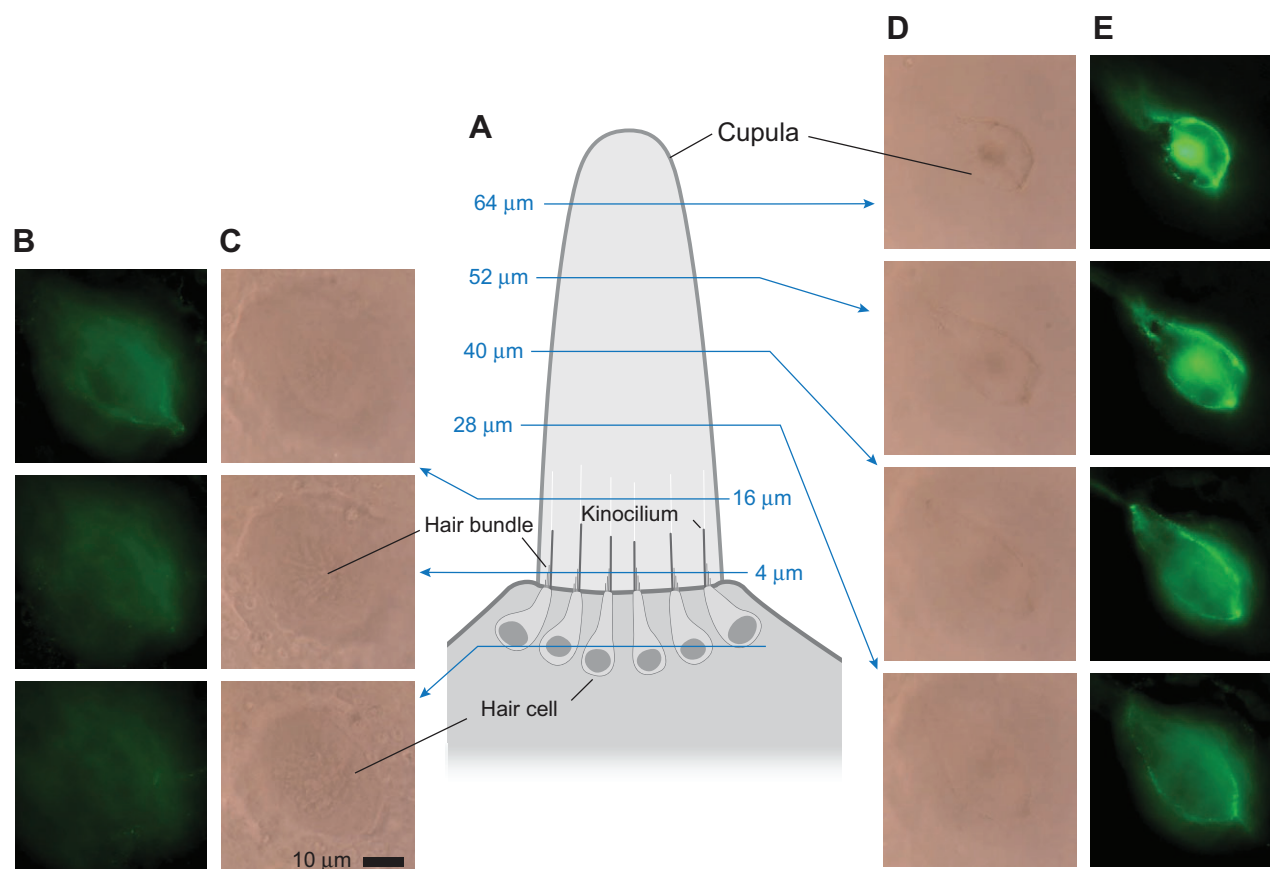 D
E
A
Cupula
64 μm
B
C
52 μm
40 μm
28 μm
16 μm
Hair bundle
Kinocilium
4 μm
Hair cell
10 μm